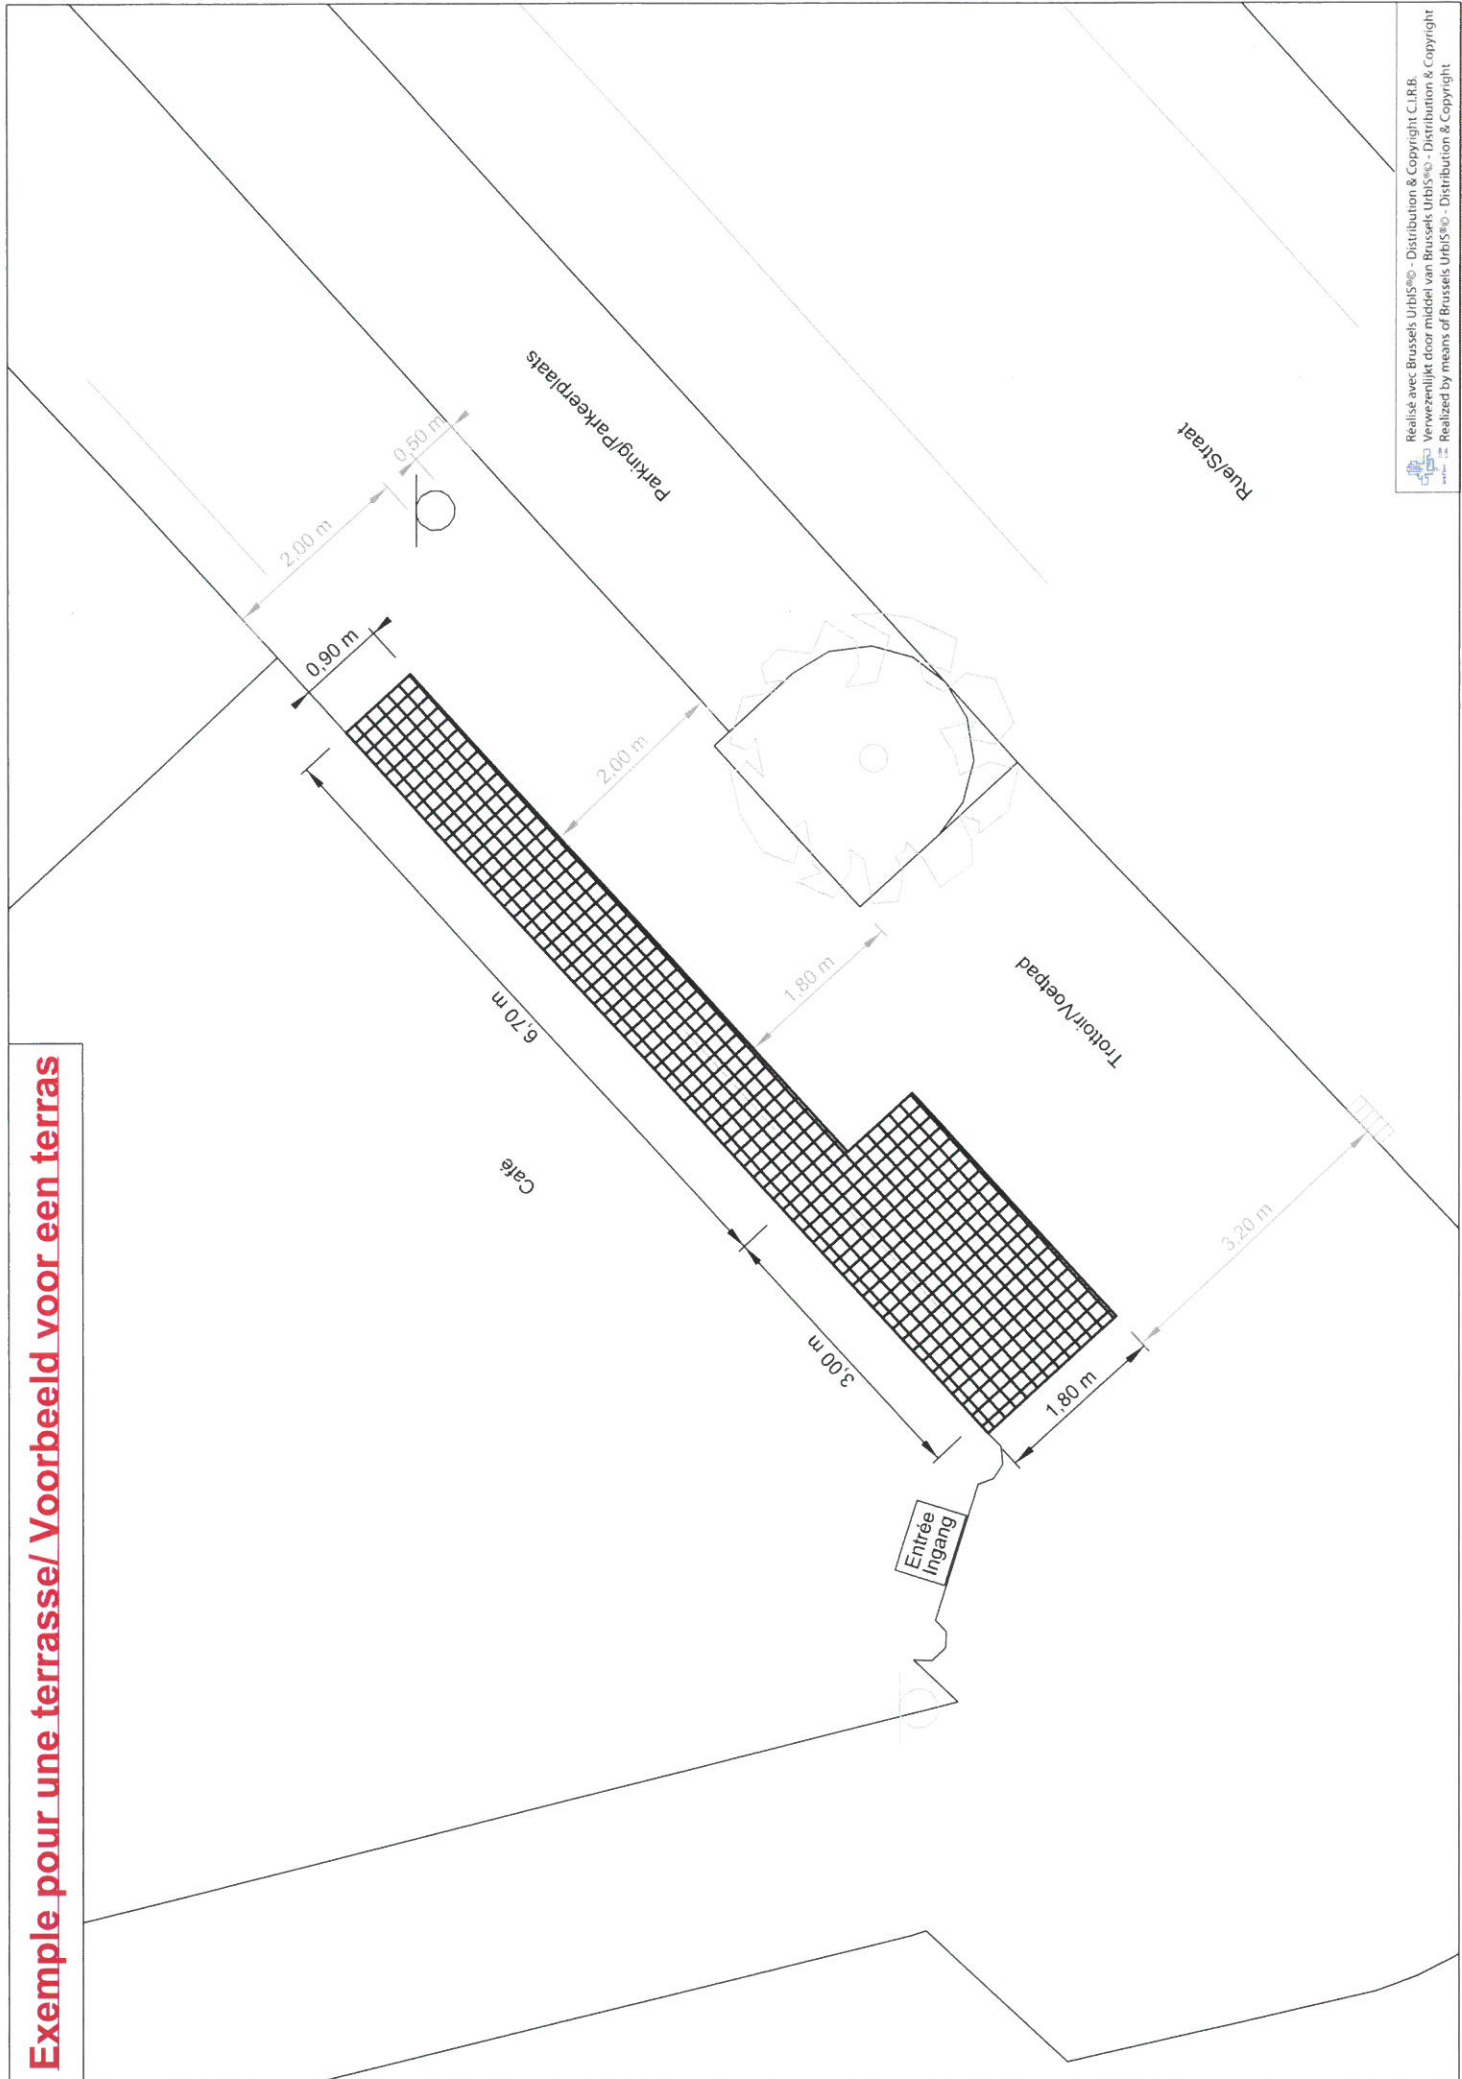 Exemple pour une terrasse/ Voorbeeld voor een terras
Réalisé avec Brussels UrbIS®© - Distribution & Copyright C.I.R.B.
Verwezenlijkt door middel van Brussels UrbIS®© - Distribution & Copyright
Realized by means of Brussels UrbIS®© - Distribution & Copyright
2,00 m
0,50 m
Parking/Parkeerplaats
Rue/Straat
0,90 m
2,00 m
6,70 m
1,80 m
Trottoir/Voetpad
Café
3,00 m
3,20 m
1,80 m
Entrée
Ingang